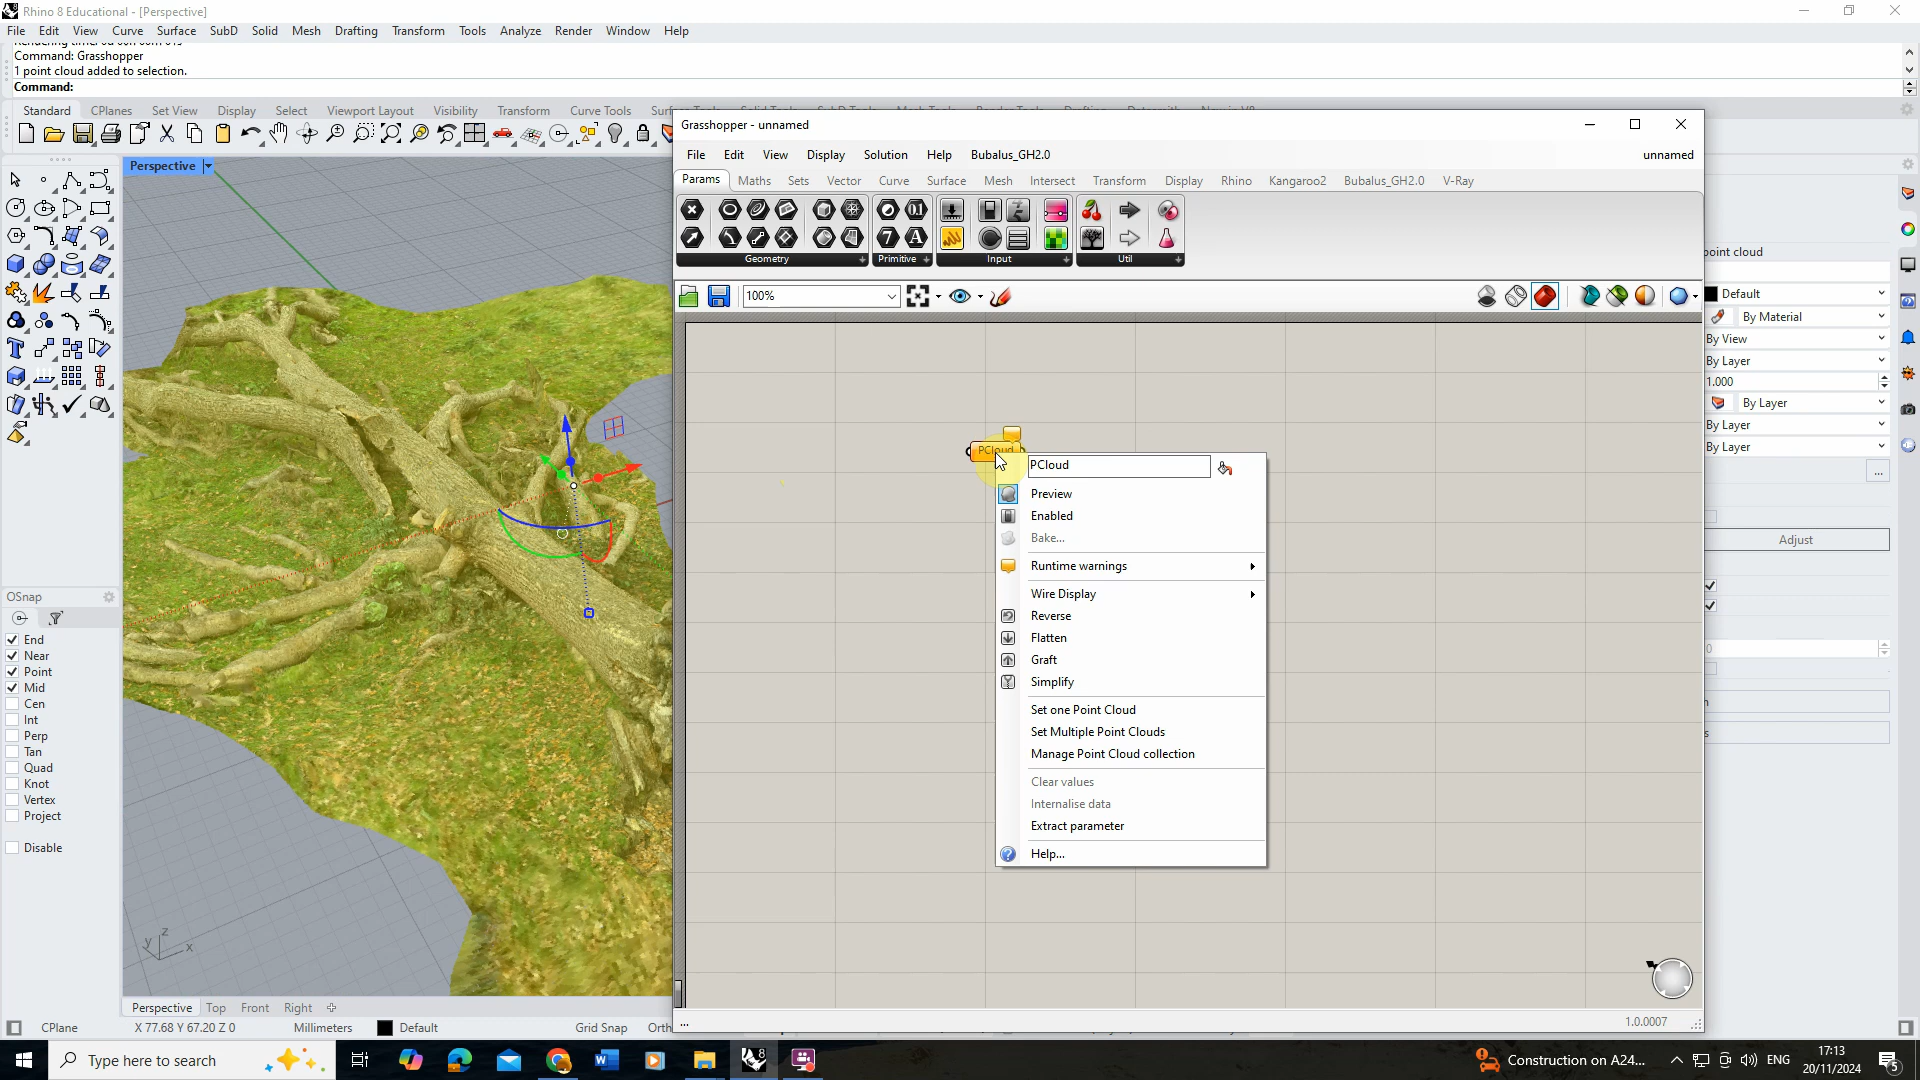 Rhino 8 Educational - [Perspective]
File Edit View Curve Surface SubD Solid Mesh Drafting Transform Tools Analyze Render Window Help
Command: Grasshopper
1 point cloud added to selection.
Command:
Standard CPlanes Set View Display Select Viewport Layout Visibility Transform Curve Tools
Perspective
Grasshopper - unnamed
File Edit View Display Solution Help Bubalus_GH2.0 unnamed
Params Maths Sets Vector Curve Surface Mesh Intersect Transform Display Rhino Kangaroo2 Bubalus_GH2.0 V-Ray
Geometry Primitive Input Util
100%
PCloud
PCloud
Preview
Enabled
Bake...
Runtime warnings
Wire Display
Reverse
Flatten
Graft
Simplify
Set one Point Cloud
Set Multiple Point Clouds
Manage Point Cloud collection
Clear values
Internalise data
Extract parameter
Help...
1.0.0007
point cloud
Default
By Material
By View
By Layer
1.000
By Layer
By Layer
By Layer
...
Adjust
OSnap
End
Near
Point
Mid
Cen
Int
Perp
Tan
Quad
Knot
Vertex
Project
Disable
z
y
x
Perspective Top Front Right
CPlane X 77.68 Y 67.20 Z 0 Millimeters Default Grid Snap Orth
...
Type here to search
Construction on A24... ENG 17:13
20/11/2024
5